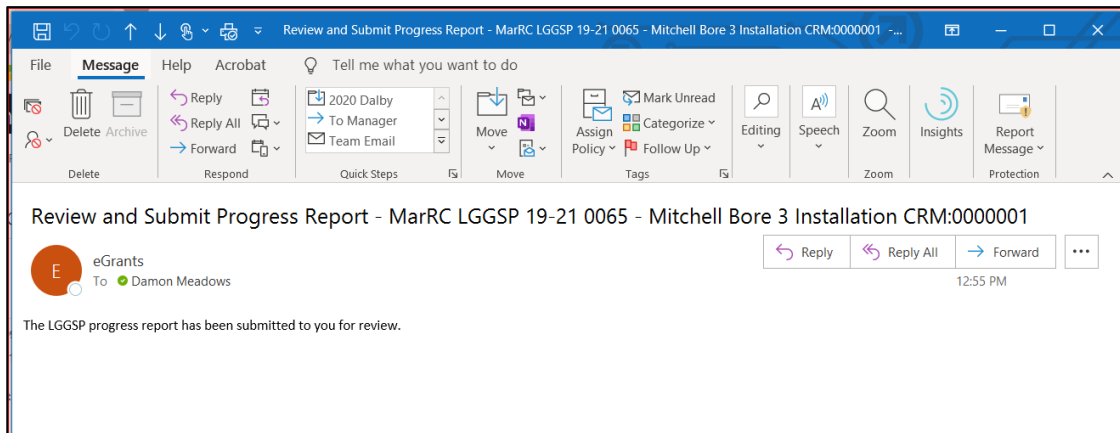 Review and Submit Progress Report - MarRC LGGSP 19-21 0065 - Mitchell Bore 3 Installation CRM:0000001 -...
File Message Help Acrobat Tell me what you want to do
Delete Archive
Reply
Reply All
Forward
2020 Dalby
To Manager
Team Email
Move
Assign Policy
Mark Unread
Categorize
Follow Up
Editing
Speech
Zoom
Insights
Report Message
Delete Respond Quick Steps Move Tags Zoom Protection
Review and Submit Progress Report - MarRC LGGSP 19-21 0065 - Mitchell Bore 3 Installation CRM:0000001
E
eGrants
To Damon Meadows
Reply Reply All Forward
12:55 PM
The LGGSP progress report has been submitted to you for review.